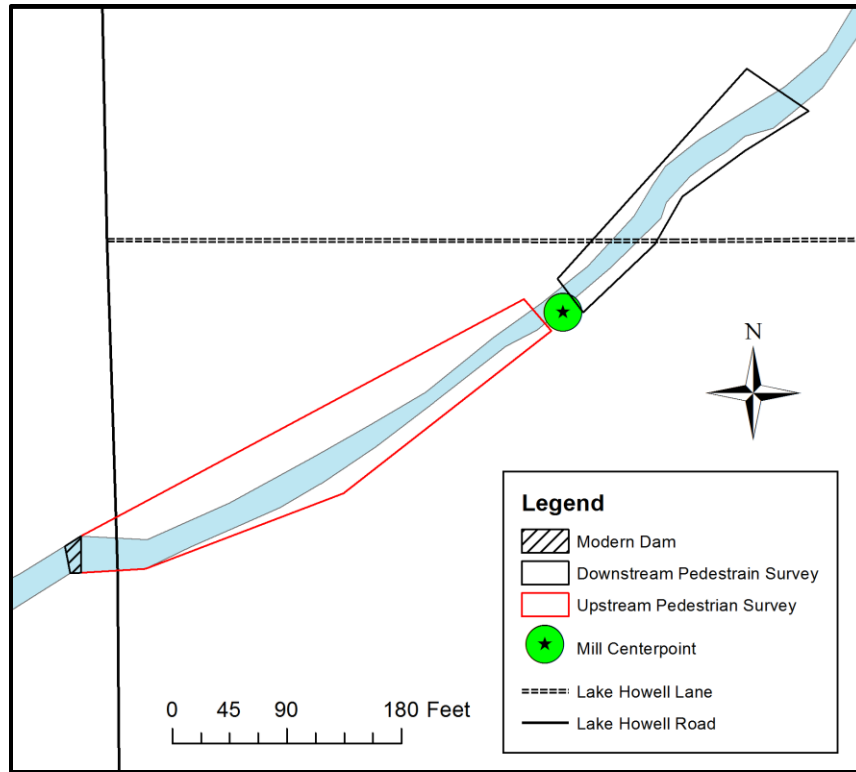 N
Legend
Modern Dam
Downstream Pedestrain Survey
Upstream Pedestrian Survey
Mill Centerpoint
Lake Howell Lane
Lake Howell Road
0 45 90 180 Feet